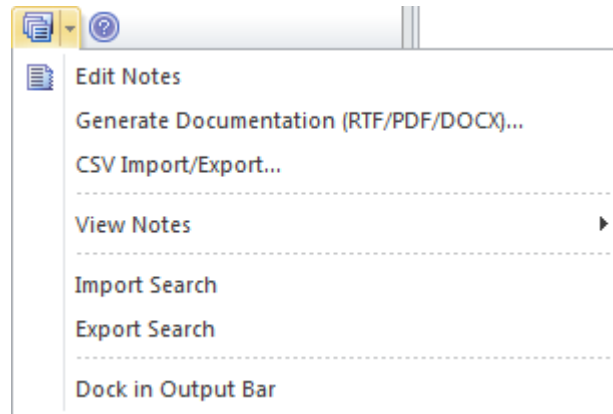 Edit Notes
Generate Documentation (RTF/PDF/DOCX)...
CSV Import/Export...
View Notes
Import Search
Export Search
Dock in Output Bar